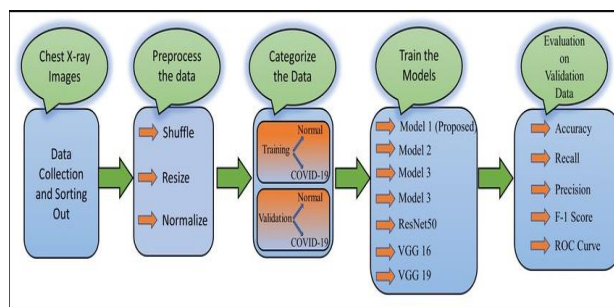 Chest X-ray
Images
Preprocess
the data
Categorize
the Data
Train the
Models
Evaluation
on
Validation
Data
Data
Collection
and Sorting
Out
Shuffle
Resize
Normalize
Normal
Training
COVID-19
Normal
Validation
COVID-19
Model 1 (Proposed)
Model 2
Model 3
Model 3
ResNet50
VGG 16
VGG 19
Accuracy
Recall
Precision
F-1 Score
ROC Curve